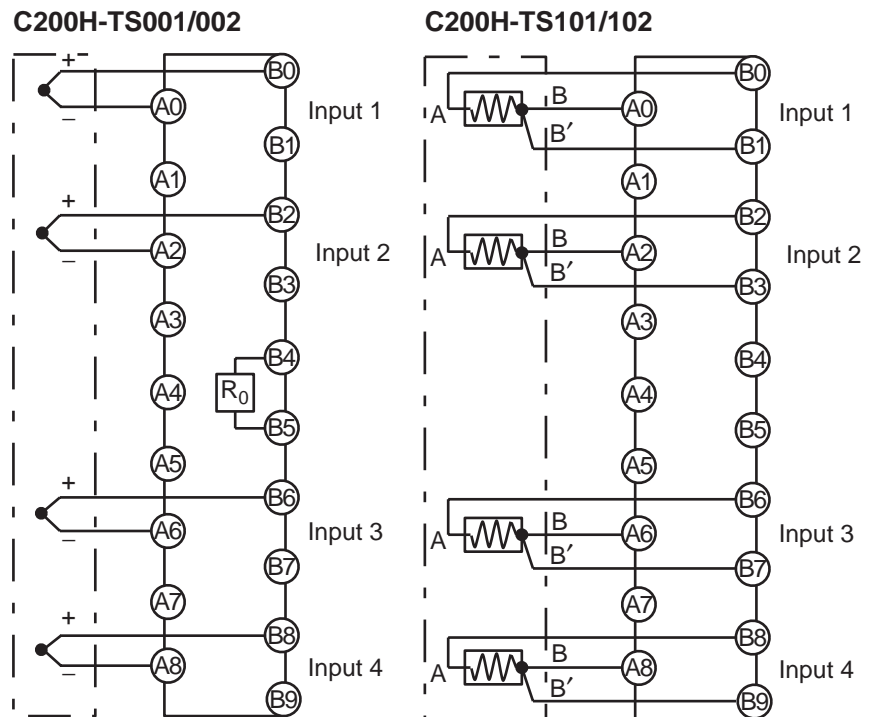 C200H-TS001/002
+
–
A0
B0
Input 1
B1
A1
+
–
B2
A2
Input 2
B3
A3
B4
R0
A4
B5
A5
+
–
B6
A6
Input 3
B7
A7
+
–
B8
A8
Input 4
B9
C200H-TS101/102
B0
A
B
A0
Input 1
B′
B1
A1
B2
A
B
A2
Input 2
B′
B3
A3
B4
A4
B5
A5
B6
A
B
A6
Input 3
B′
B7
A7
B8
A
B
A8
Input 4
B′
B9